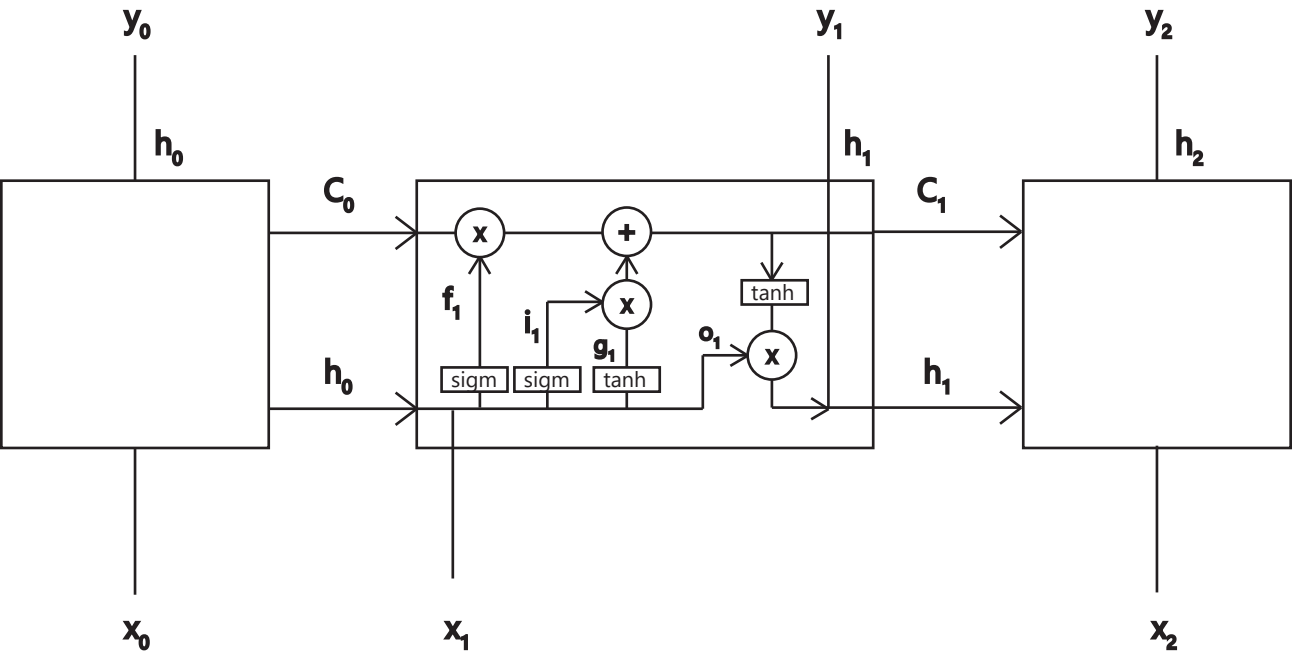 y0 y1 y2
h0 h1 h2
C0 C1
x +
tanh
f1 i1 x
g1 o1 x
h0 sigm sigm tanh h1
x0 x1 x2